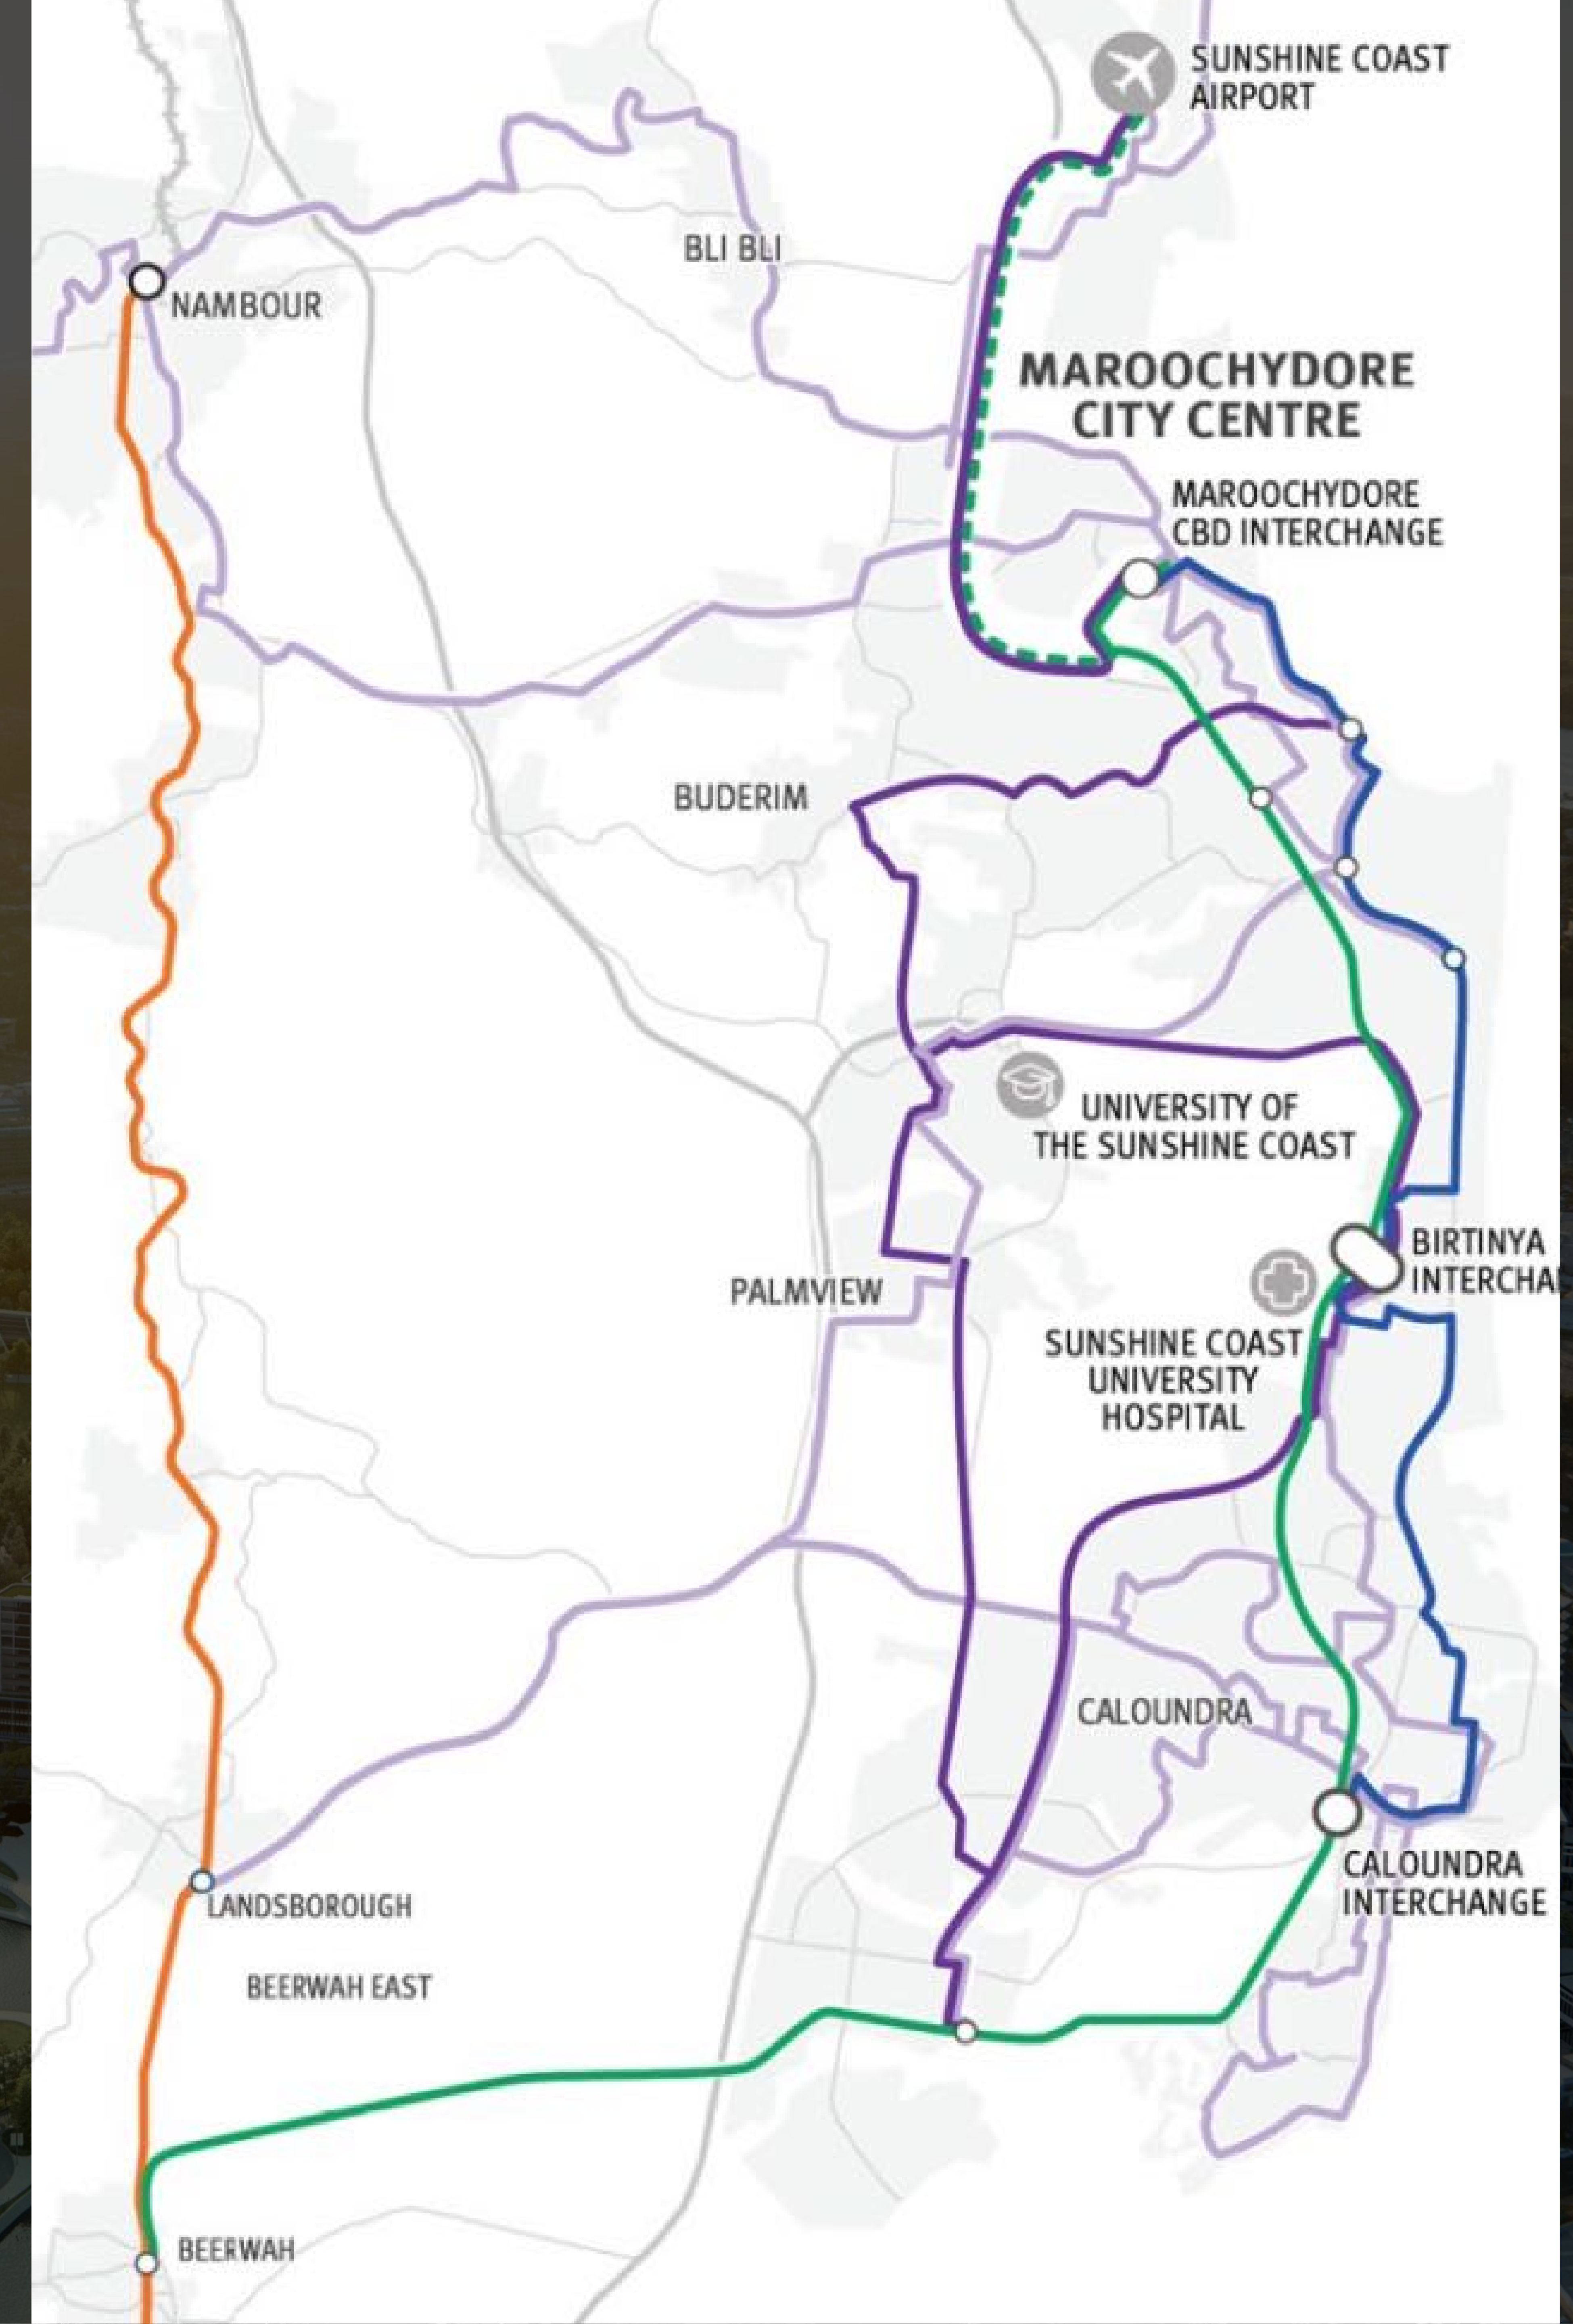 SUNSHINE COAST
AIRPORT
BLI BLI
NAMBOUR
MAROOCHYDORE
CITY CENTRE
MAROOCHYDORE
CBD INTERCHANGE
BUDERIM
UNIVERSITY OF
THE SUNSHINE COAST
BIRTINYA
INTERCHA
PALMVIEW
SUNSHINE COAST
UNIVERSITY
HOSPITAL
CALOUNDRA
CALOUNDRA
INTERCHANGE
LANDSBOROUGH
BEERWAH EAST
BEERWAH